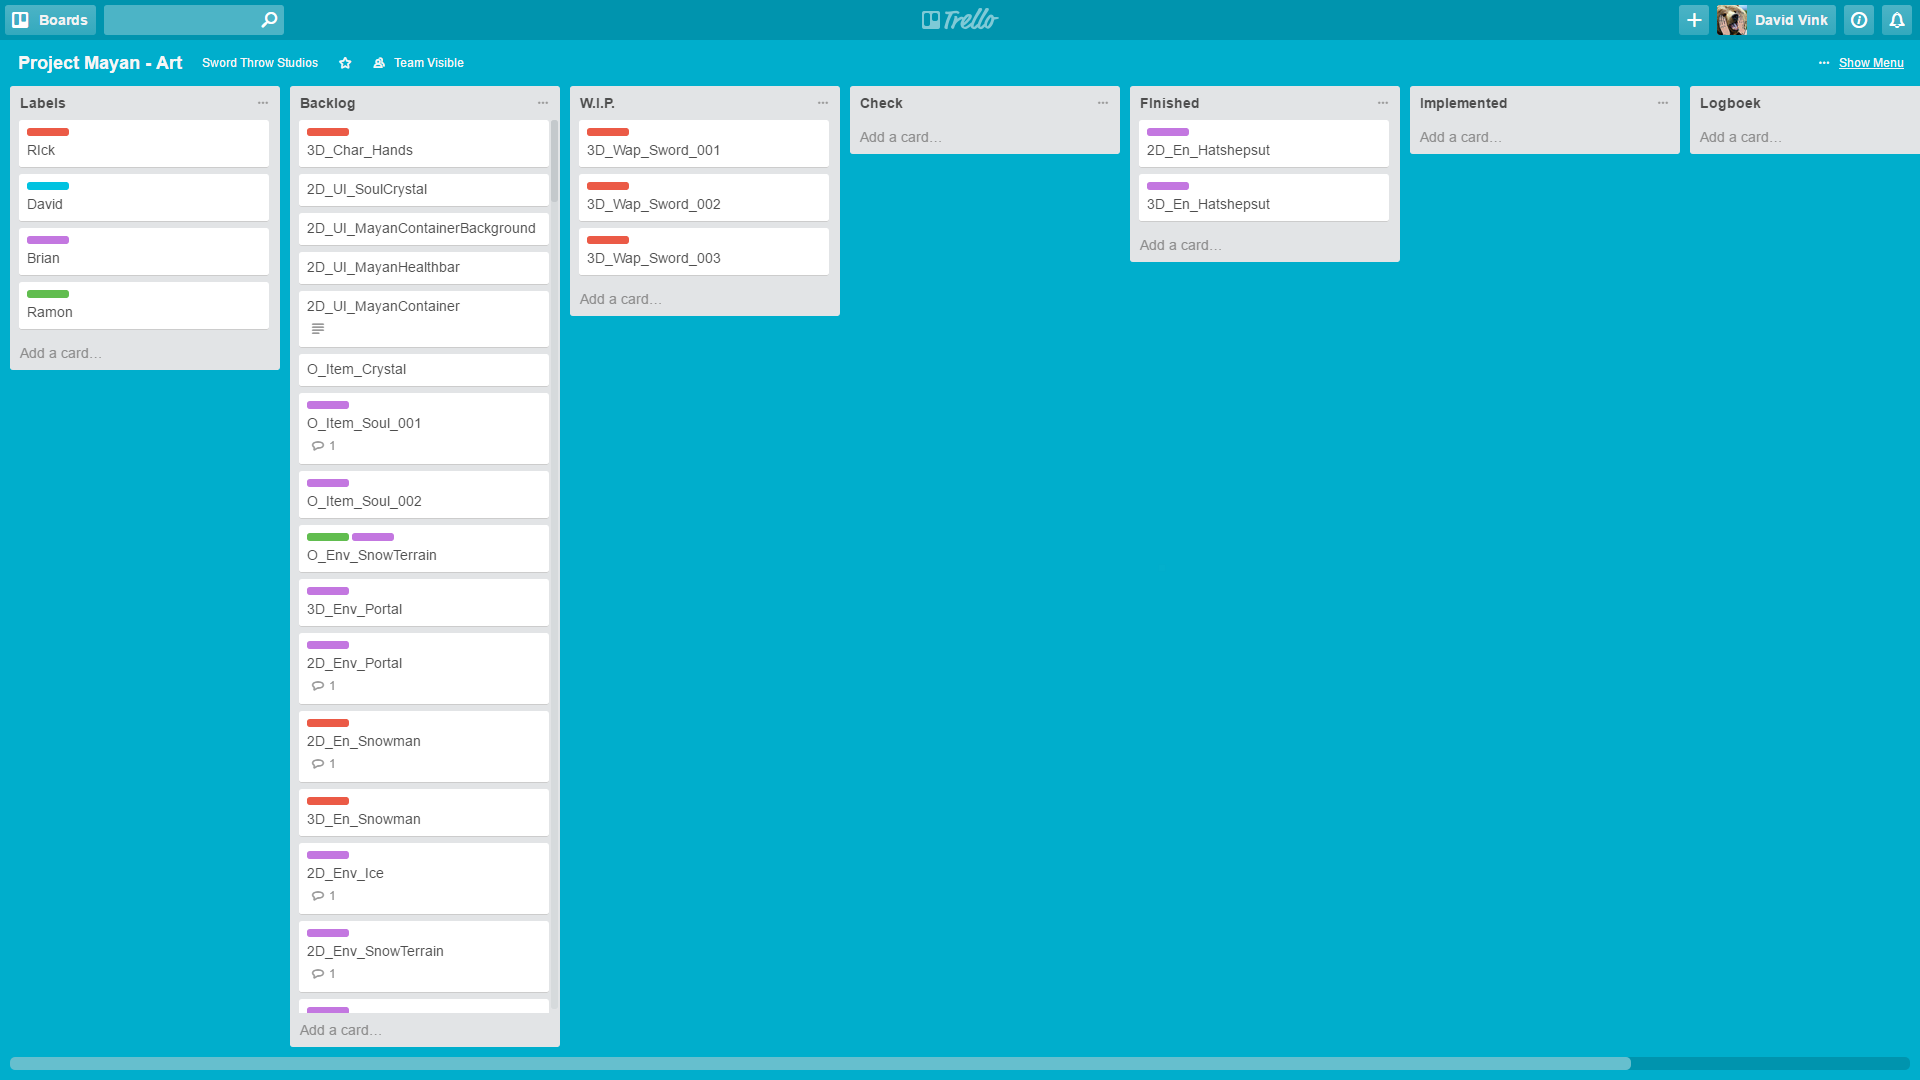 Boards
Trello
David Vink
Project Mayan - Art
Sword Throw Studios
Team Visible
Show Menu
Labels
RIck
David
Brian
Ramon
Add a card…
Backlog
3D_Char_Hands
2D_UI_SoulCrystal
2D_UI_MayanContainerBackground
2D_UI_MayanHealthbar
2D_UI_MayanContainer
O_Item_Crystal
O_Item_Soul_001
1
O_Item_Soul_002
O_Env_SnowTerrain
3D_Env_Portal
2D_Env_Portal
1
2D_En_Snowman
1
3D_En_Snowman
2D_Env_Ice
1
2D_Env_SnowTerrain
1
Add a card…
W.I.P.
3D_Wap_Sword_001
3D_Wap_Sword_002
3D_Wap_Sword_003
Add a card…
Check
Add a card…
FInished
2D_En_Hatshepsut
3D_En_Hatshepsut
Add a card…
Implemented
Add a card…
Logboek
Add a card…